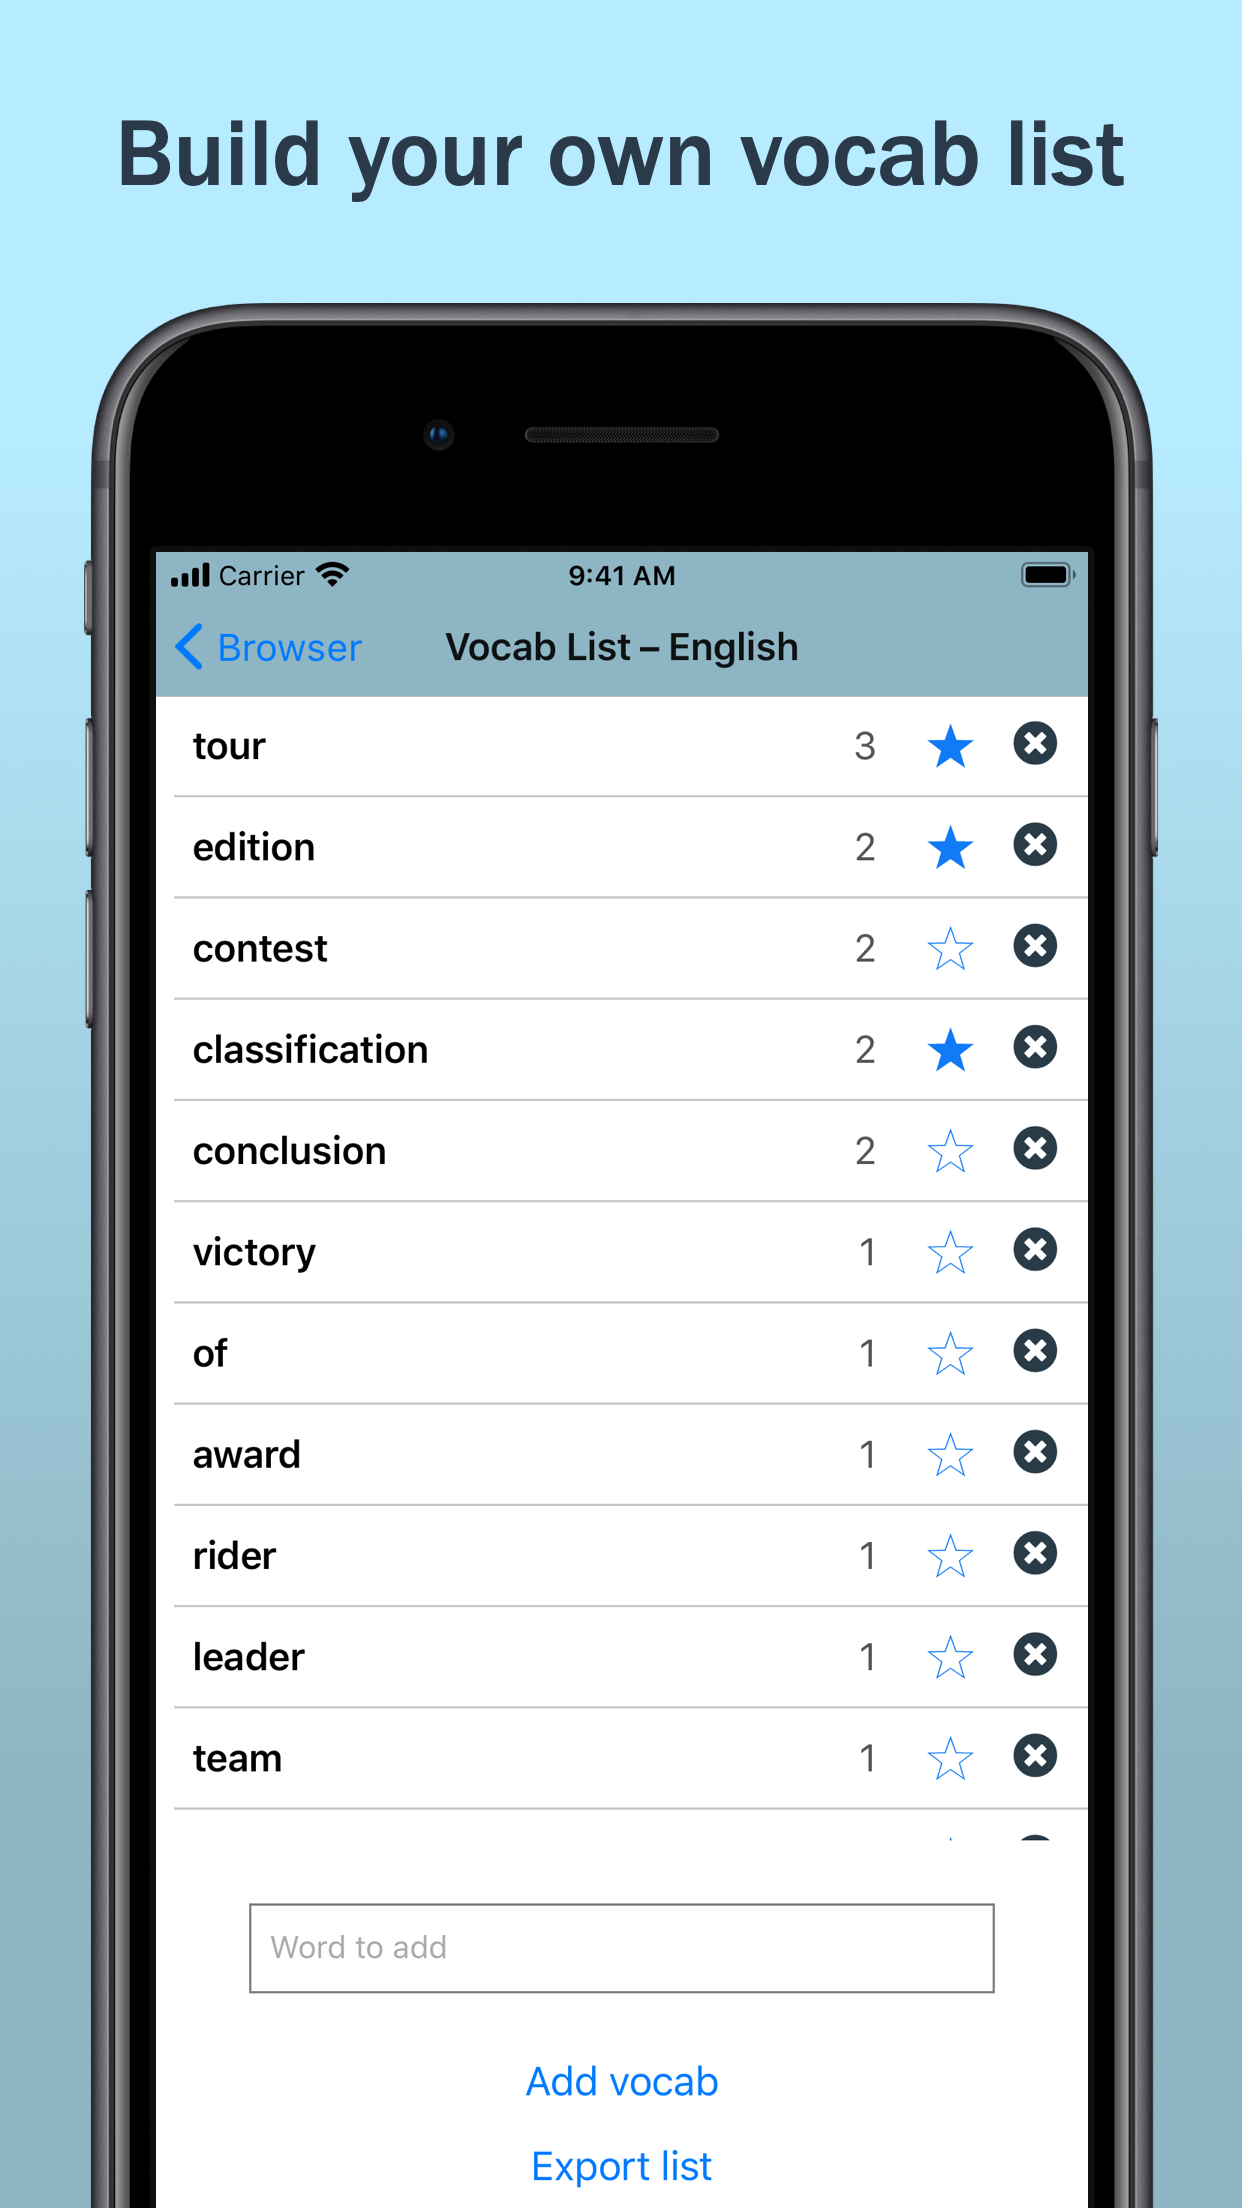 Build your own vocab list
Carrier 9:41 AM
Browser Vocab List – English
tour 3
edition 2
contest 2
classification 2
conclusion 2
victory 1
of 1
award 1
rider 1
leader 1
team 1
Word to add
Add vocab
Export list